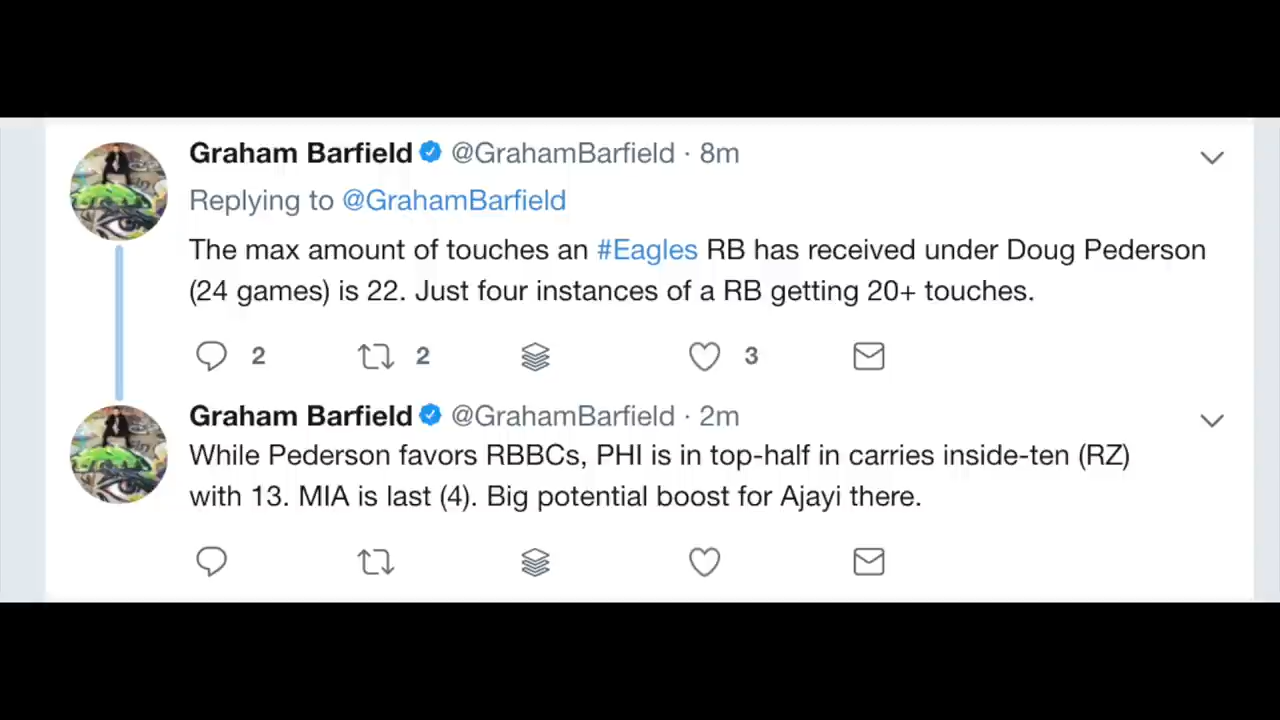 Graham Barfield @GrahamBarfield · 8m
Replying to @GrahamBarfield
The max amount of touches an #Eagles RB has received under Doug Pederson
(24 games) is 22. Just four instances of a RB getting 20+ touches.
2 2 3
Graham Barfield @GrahamBarfield · 2m
While Pederson favors RBBCs, PHI is in top-half in carries inside-ten (RZ)
with 13. MIA is last (4). Big potential boost for Ajayi there.